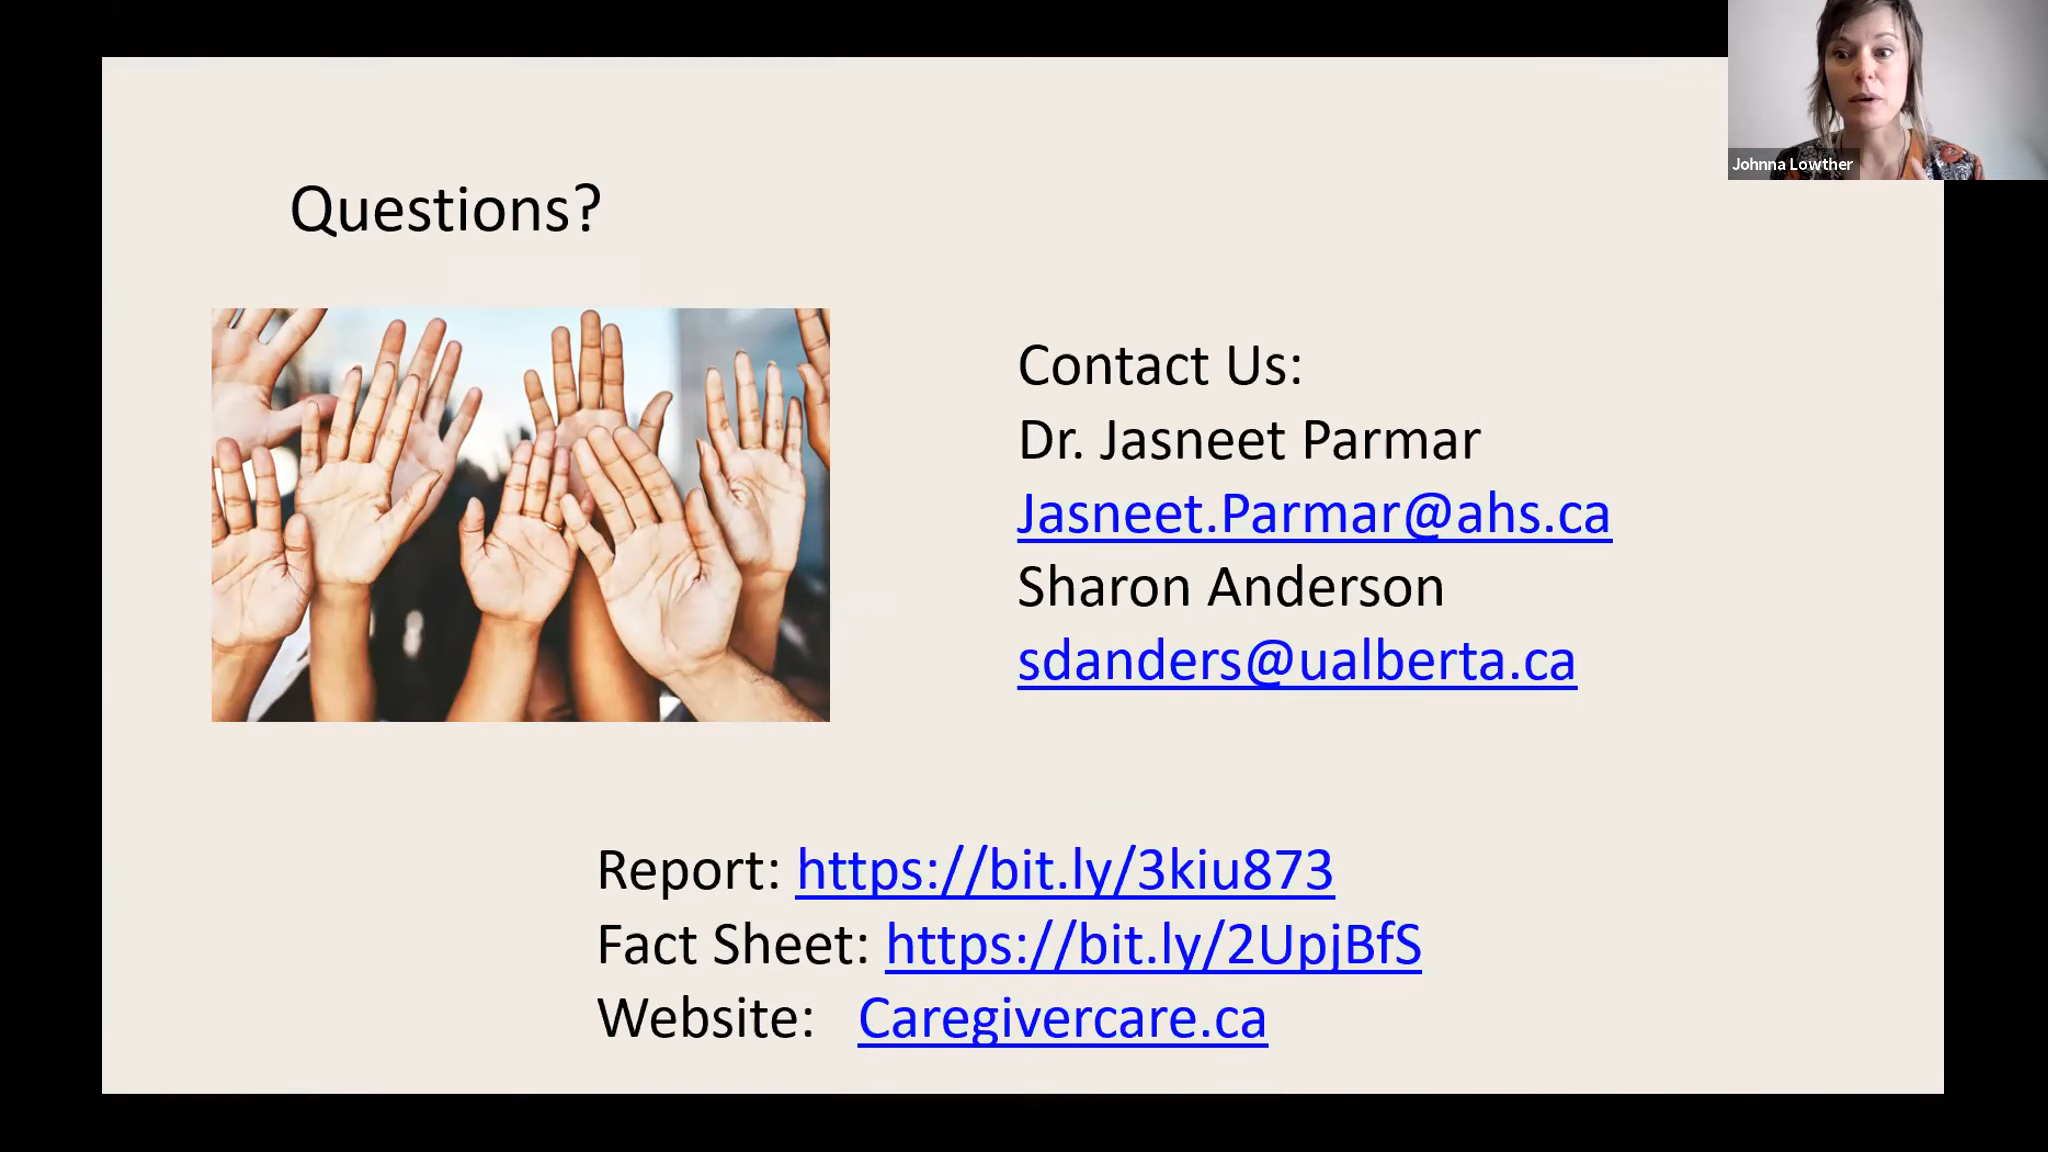 Johnna Lowther
Questions?
Contact Us:
Dr. Jasneet Parmar
Jasneet.Parmar@ahs.ca
Sharon Anderson
sdanders@ualberta.ca
Report: https://bit.ly/3kiu873
Fact Sheet: https://bit.ly/2UpjBfS
Website: Caregivercare.ca